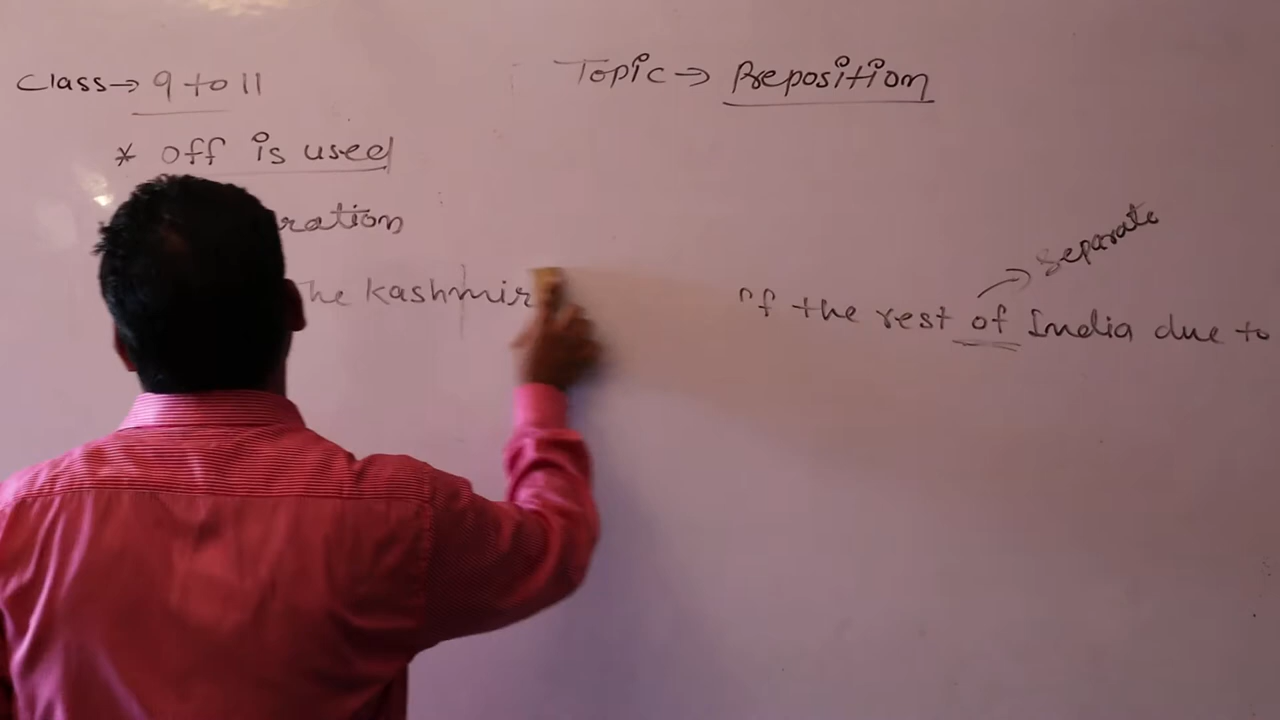 Class→ 9 to 11
Topic→ Preposition
* off is used
ration
separate
The Kashmir
of the rest of India due to